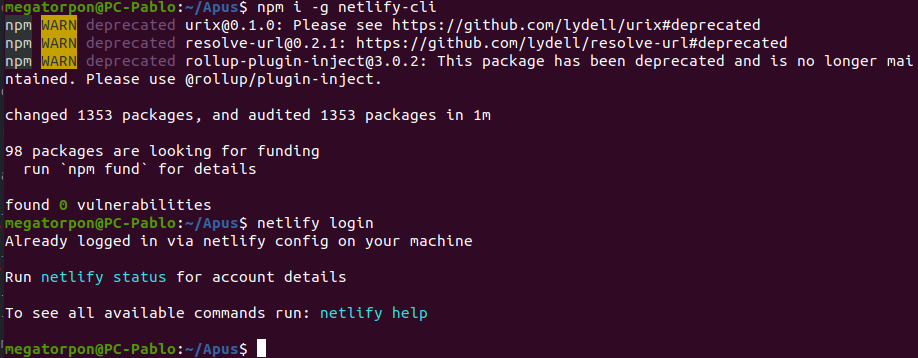 megatorpon@PC-Pablo:~/Apus$ npm i -g netlify-cli
npm WARN deprecated urix@0.1.0: Please see https://github.com/lydell/urix#deprecated
npm WARN deprecated resolve-url@0.2.1: https://github.com/lydell/resolve-url#deprecated
npm WARN deprecated rollup-plugin-inject@3.0.2: This package has been deprecated and is no longer mai
ntained. Please use @rollup/plugin-inject.
changed 1353 packages, and audited 1353 packages in 1m
98 packages are looking for funding
run `npm fund` for details
found 0 vulnerabilities
megatorpon@PC-Pablo:~/Apus$ netlify login
Already logged in via netlify config on your machine
Run netlify status for account details
To see all available commands run: netlify help
megatorpon@PC-Pablo:~/Apus$